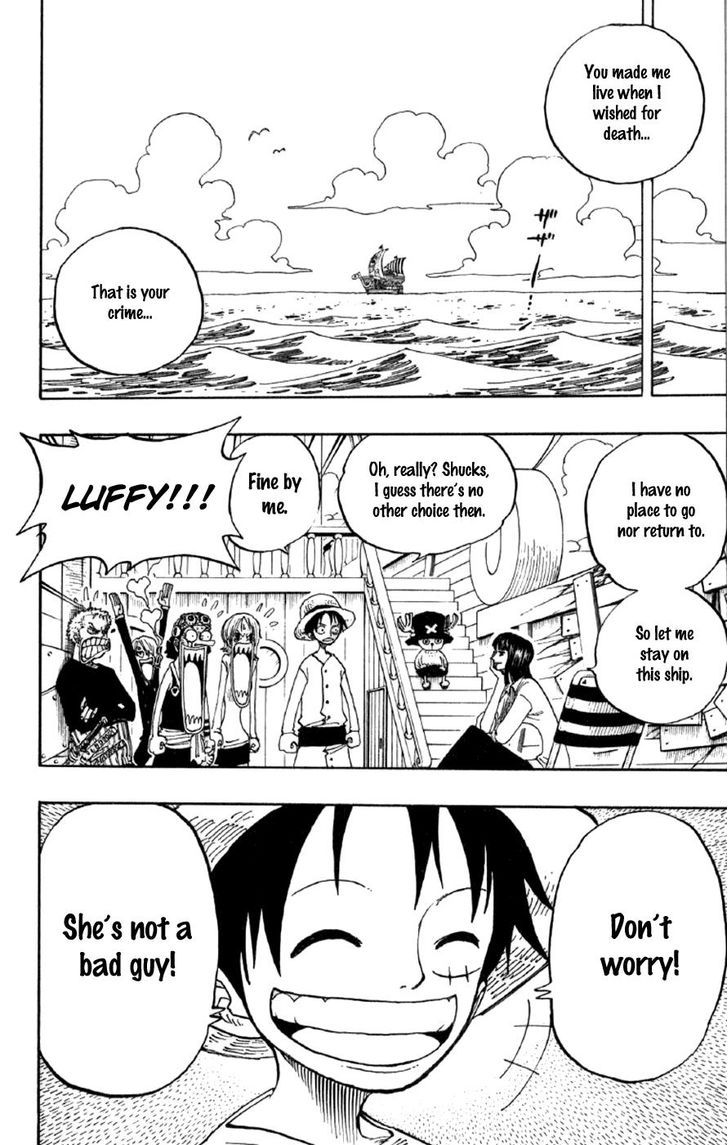 You made me
live when I
wished for
death...
ザザ
That is your
crime...
I have no
place to go
nor return to.
So let me
stay on
this ship.
Oh, really? Shucks,
I guess there's no
other choice then.
Fine by
me.
LUFFY!!!
Don't
worry!
She's not a
bad guy!